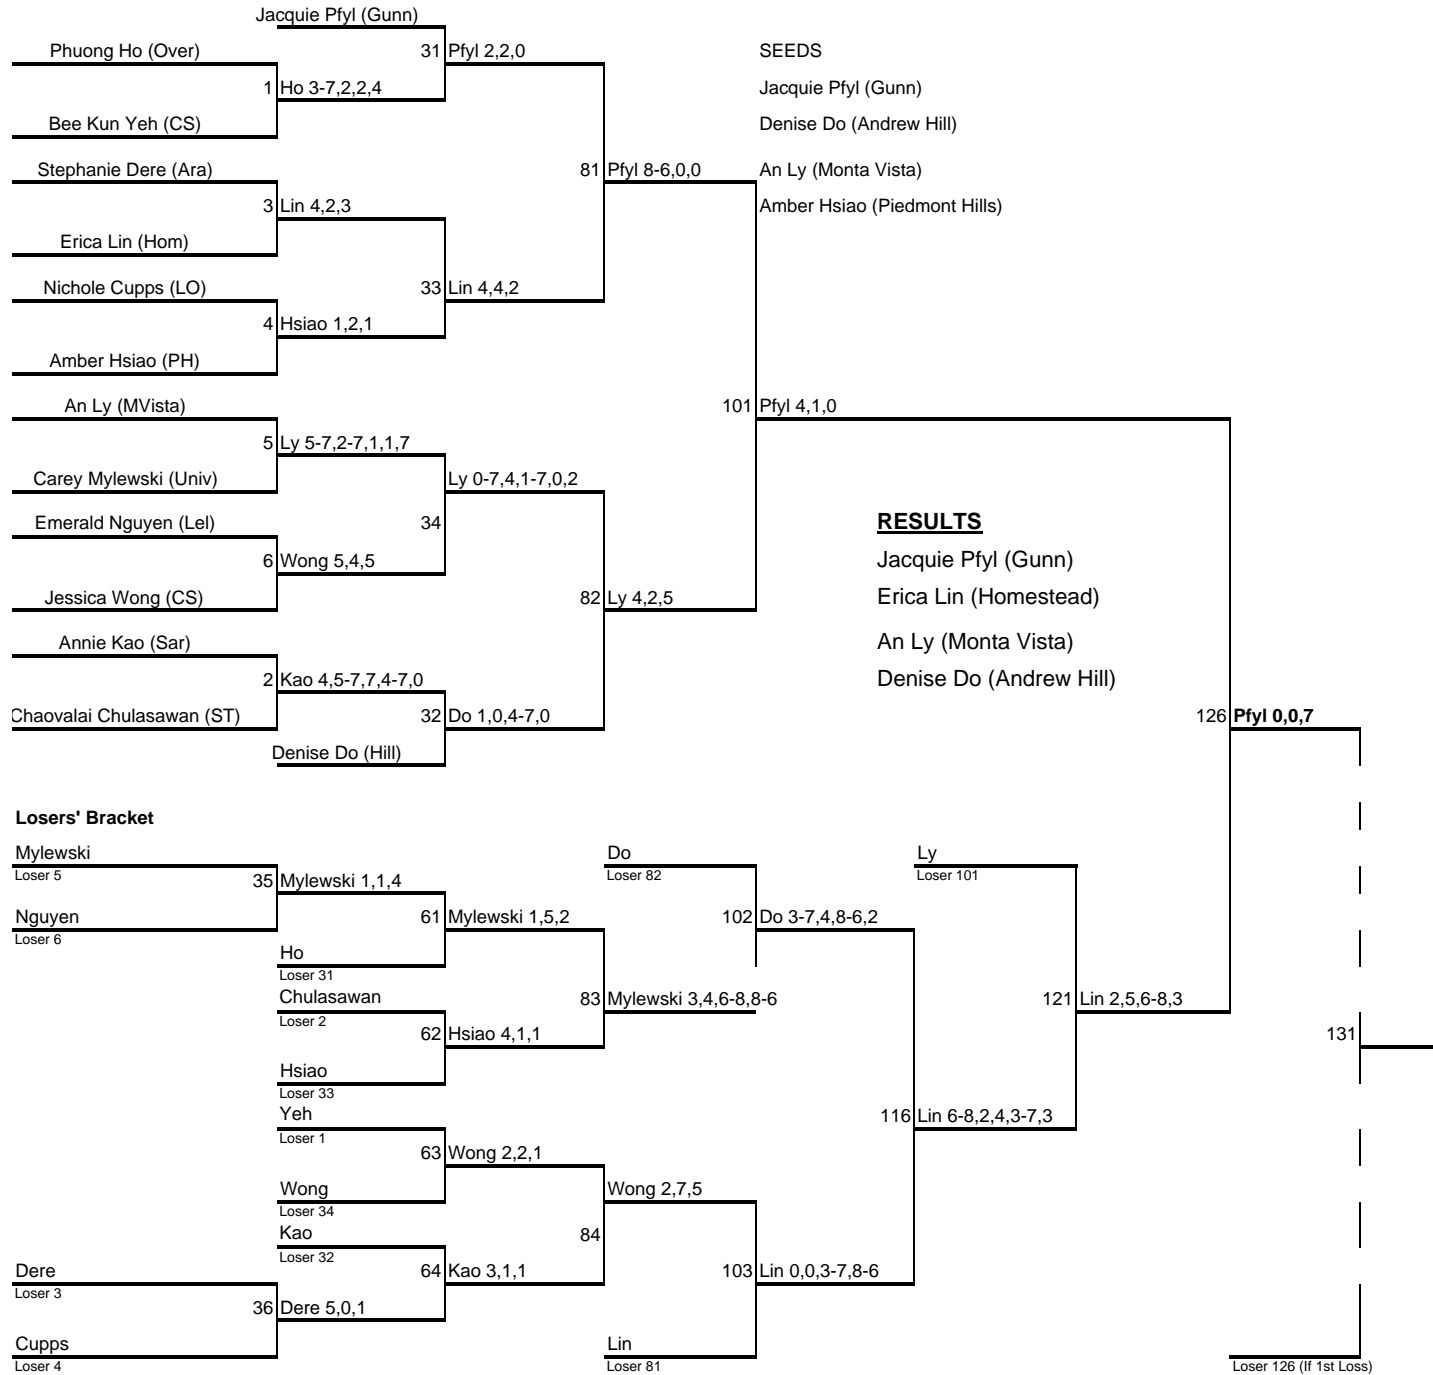 Jacquie Pfyl (Gunn)
Phuong Ho (Over)
31 Pfyl 2,2,0
SEEDS
1 Ho 3-7,2,2,4
Jacquie Pfyl (Gunn)
Bee Kun Yeh (CS)
Denise Do (Andrew Hill)
Stephanie Dere (Ara)
81 Pfyl 8-6,0,0
An Ly (Monta Vista)
3 Lin 4,2,3
Amber Hsiao (Piedmont Hills)
Erica Lin (Hom)
Nichole Cupps (LO)
33 Lin 4,4,2
4 Hsiao 1,2,1
Amber Hsiao (PH)
An Ly (MVista)
101 Pfyl 4,1,0
5 Ly 5-7,2-7,1,1,7
Carey Mylewski (Univ)
Ly 0-7,4,1-7,0,2
Emerald Nguyen (Lel)
34
RESULTS
6 Wong 5,4,5
Jacquie Pfyl (Gunn)
Jessica Wong (CS)
82 Ly 4,2,5
Erica Lin (Homestead)
Annie Kao (Sar)
An Ly (Monta Vista)
2 Kao 4,5-7,7,4-7,0
Denise Do (Andrew Hill)
Chaovalai Chulasawan (ST)
32 Do 1,0,4-7,0
126 Pfyl 0,0,7
Denise Do (Hill)
Losers' Bracket
Mylewski
Do
Ly
Loser 5
Loser 82
Loser 101
35 Mylewski 1,1,4
Nguyen
61 Mylewski 1,5,2
102 Do 3-7,4,8-6,2
Loser 6
Ho
Loser 31
Chulasawan
83 Mylewski 3,4,6-8,8-6
121 Lin 2,5,6-8,3
Loser 2
62 Hsiao 4,1,1
131
Hsiao
Loser 33
Yeh
116 Lin 6-8,2,4,3-7,3
Loser 1
63 Wong 2,2,1
Wong
Wong 2,7,5
Loser 34
Kao
84
Loser 32
Dere
64 Kao 3,1,1
103 Lin 0,0,3-7,8-6
Loser 3
36 Dere 5,0,1
Cupps
Lin
Loser 4
Loser 81
Loser 126 (If 1st Loss)